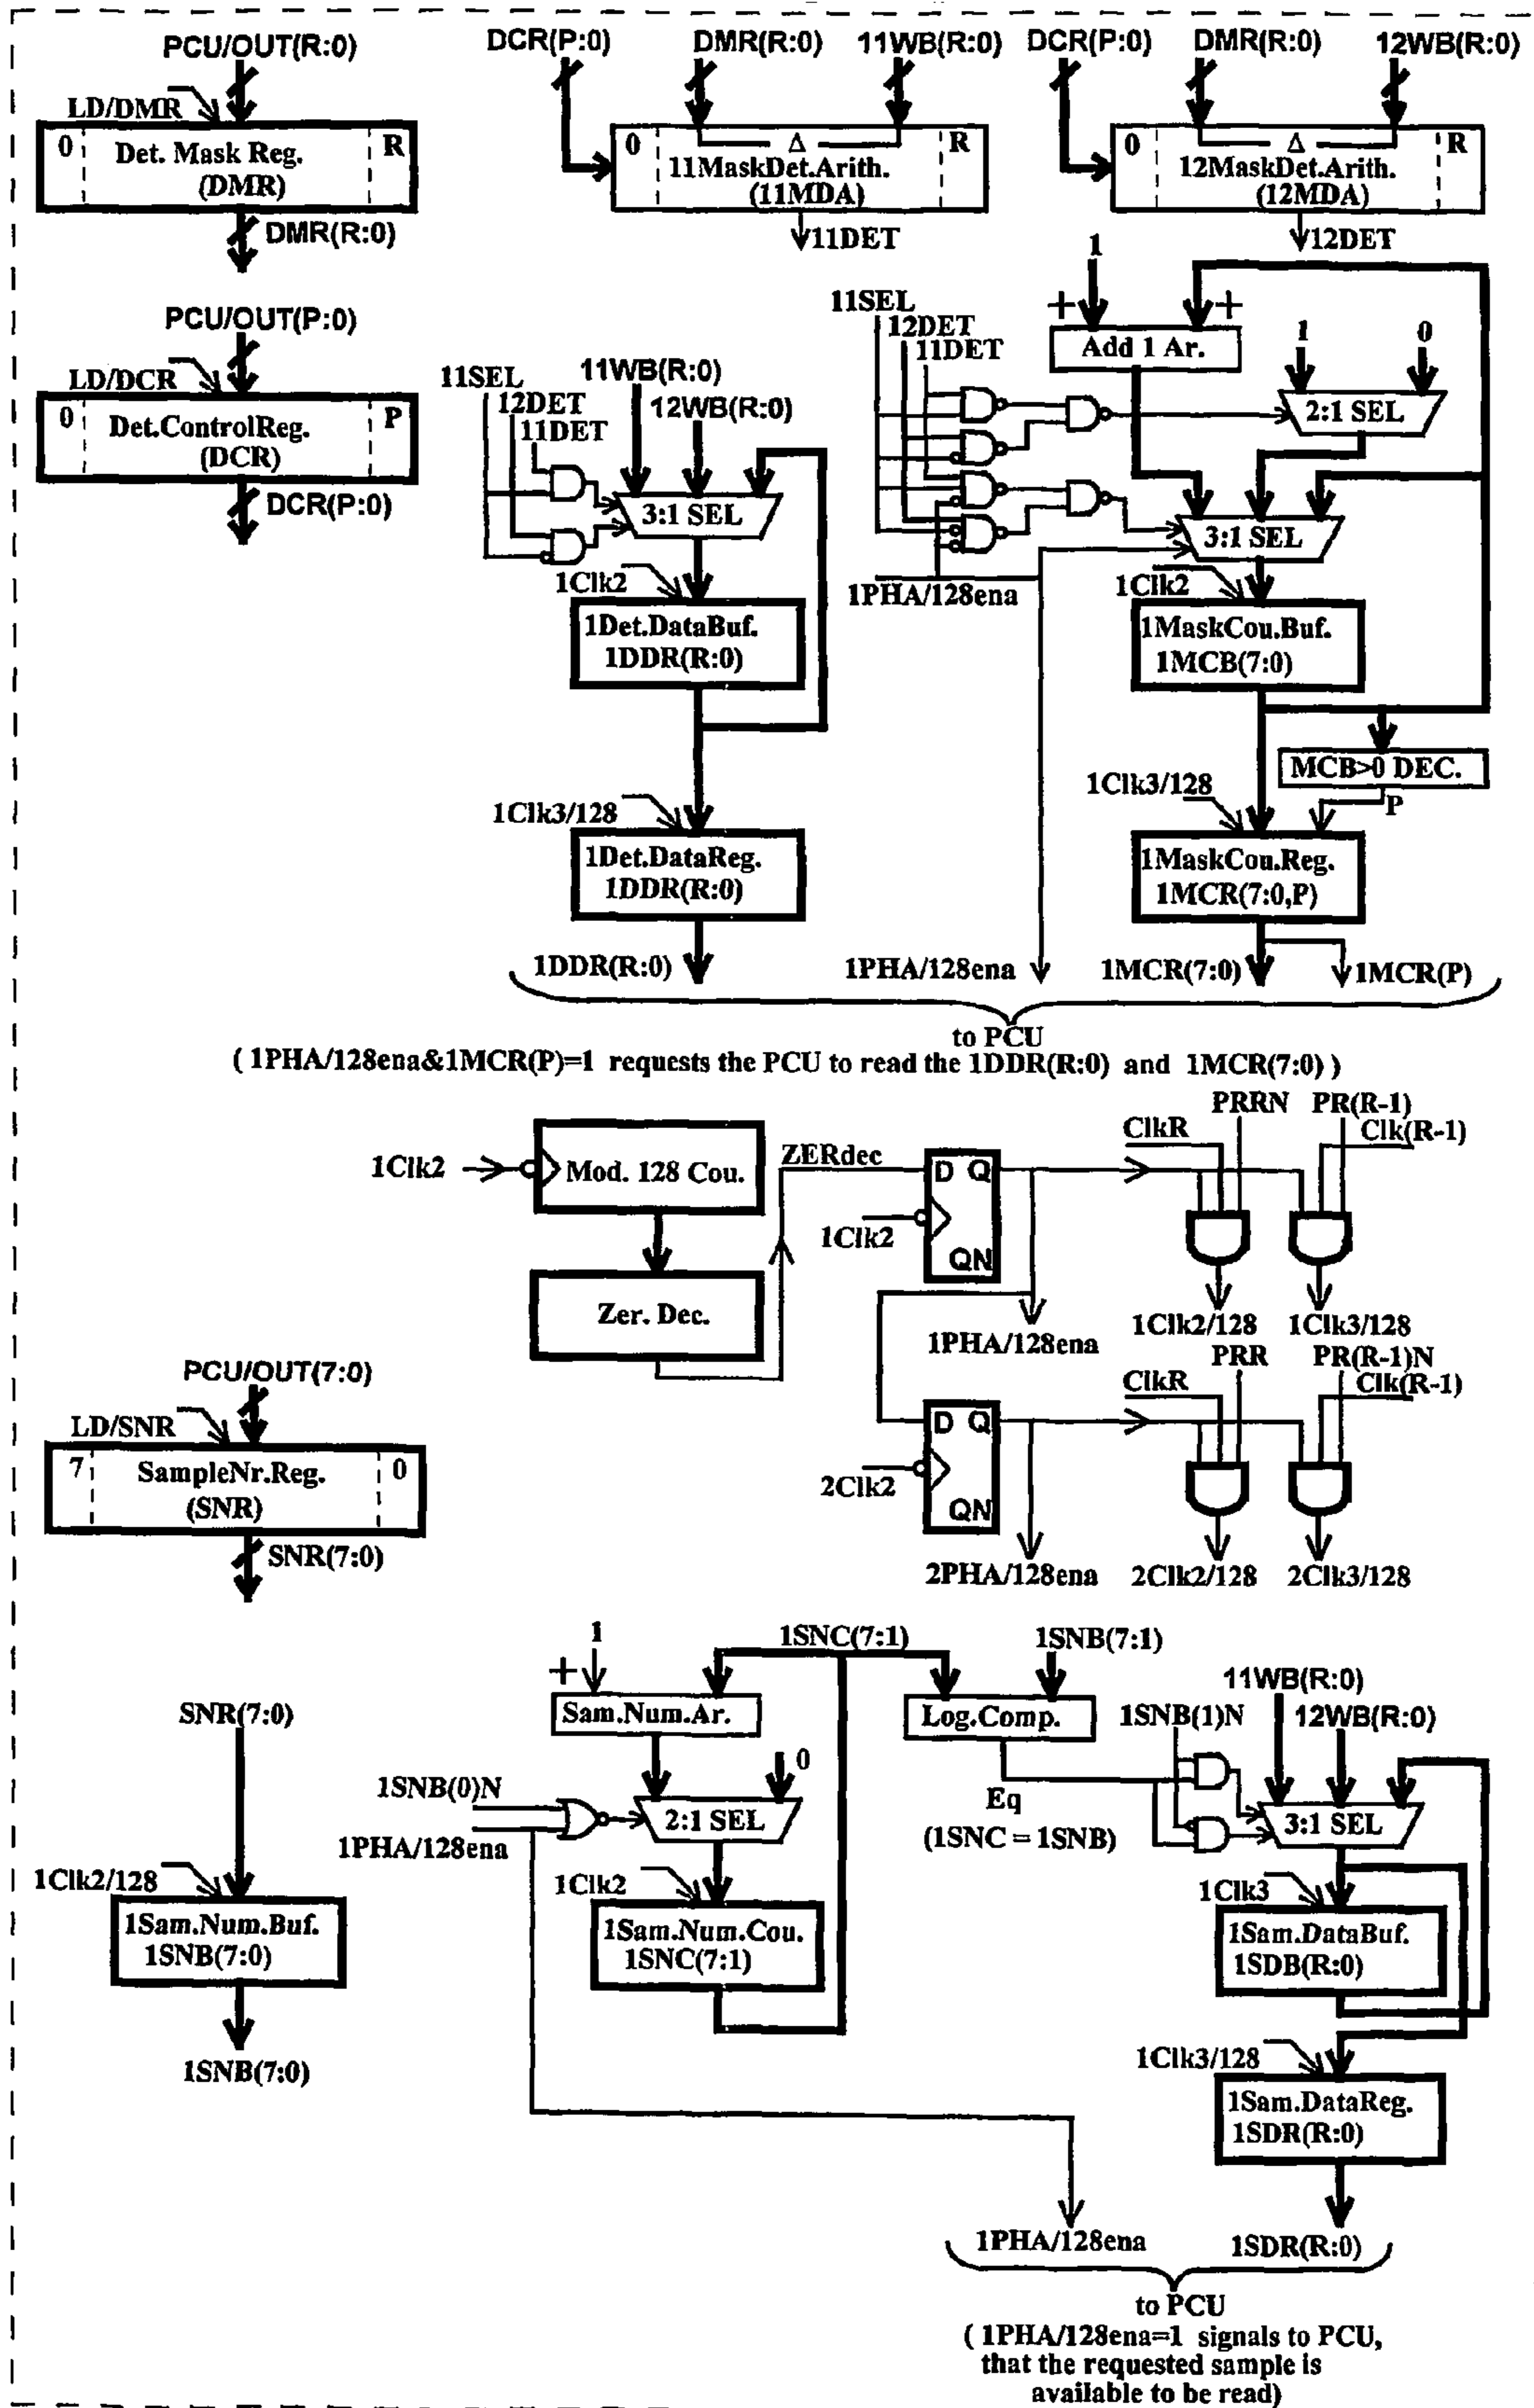 PCU/OUT(R:0)
LD/DMR
0 Det. Mask Reg. R
(DMR)
DMR(R:0)
DCR(P:0) DMR(R:0) 11WB(R:0)
0 Δ R
11MaskDet.Arith.
(11MDA)
11DET
DCR(P:0) DMR(R:0) 12WB(R:0)
0 Δ R
12MaskDet.Arith.
(12MDA)
12DET
PCU/OUT(P:0)
LD/DCR
0 Det.ControlReg. P
(DCR)
DCR(P:0)
11SEL
12DET
11DET
11WB(R:0)
12WB(R:0)
3:1 SEL
1Clk2
1Det.DataBuf.
1DDR(R:0)
1Clk3/128
1Det.DataReg.
1DDR(R:0)
1DDR(R:0)
11SEL
12DET
11DET
1
+ +
Add 1 Ar.
1 0
2:1 SEL
3:1 SEL
1PHA/128ena
1Clk2
1MaskCou.Buf.
1MCB(7:0)
MCB>0 DEC.
P
1Clk3/128
1MaskCou.Reg.
1MCR(7:0,P)
1PHA/128ena
1MCR(7:0)
1MCR(P)
to PCU
( 1PHA/128ena&1MCR(P)=1 requests the PCU to read the 1DDR(R:0) and 1MCR(7:0) )
1Clk2
Mod. 128 Cou.
Zer. Dec.
ZERdec
D Q
1Clk2
QN
1PHA/128ena
ClkR
PRRN
PR(R-1)
Clk(R-1)
1Clk2/128
1Clk3/128
D Q
2Clk2
QN
2PHA/128ena
ClkR
PRR
PR(R-1)N
Clk(R-1)
2Clk2/128
2Clk3/128
PCU/OUT(7:0)
LD/SNR
7 SampleNr.Reg. 0
(SNR)
SNR(7:0)
SNR(7:0)
1Clk2/128
1Sam.Num.Buf.
1SNB(7:0)
1SNB(7:0)
1
+
1SNC(7:1)
Sam.Num.Ar.
0
1SNB(0)N
1PHA/128ena
2:1 SEL
1Clk2
1Sam.Num.Cou.
1SNC(7:1)
1SNB(7:1)
Log.Comp.
Eq
(1SNC = 1SNB)
1SNB(1)N
11WB(R:0)
12WB(R:0)
3:1 SEL
1Clk3
1Sam.DataBuf.
1SDB(R:0)
1Clk3/128
1Sam.DataReg.
1SDR(R:0)
1PHA/128ena
1SDR(R:0)
to PCU
( 1PHA/128ena=1 signals to PCU,
that the requested sample is
available to be read)